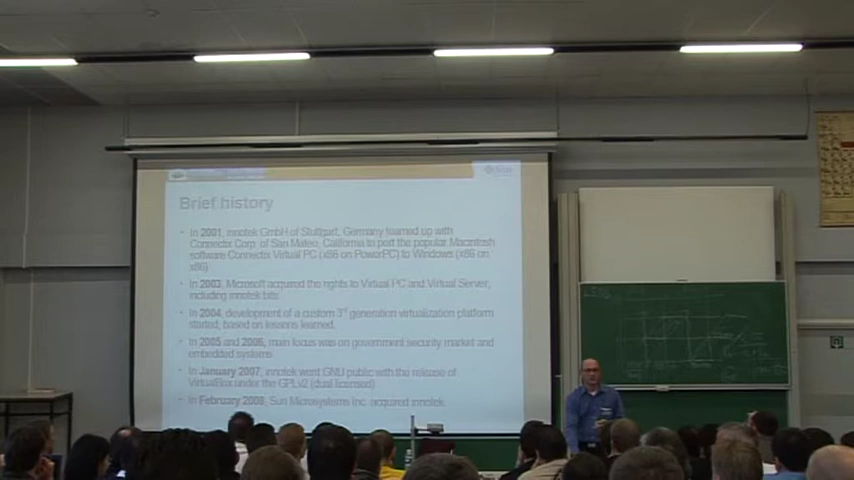 Brief history
In 2001, innotek GmbH of Stuttgart, Germany teamed up with
Connectix Corp. of San Mateo, California to port the popular Macintosh
software Connectix Virtual PC (x86 on PowerPC) to Windows (x86 on
x86)
In 2003, Microsoft acquired the rights to Virtual PC and Virtual Server,
including innotek bits
In 2004, development of a custom 3rd generation virtualization platform
started, based on lessons learned.
In 2005 and 2006, main focus was on government security market and
embedded systems
In January 2007, innotek went GNU public with the release of
VirtualBox under the GPLv2 (dual licensed)
In February 2008, Sun Microsystems Inc. acquired innotek